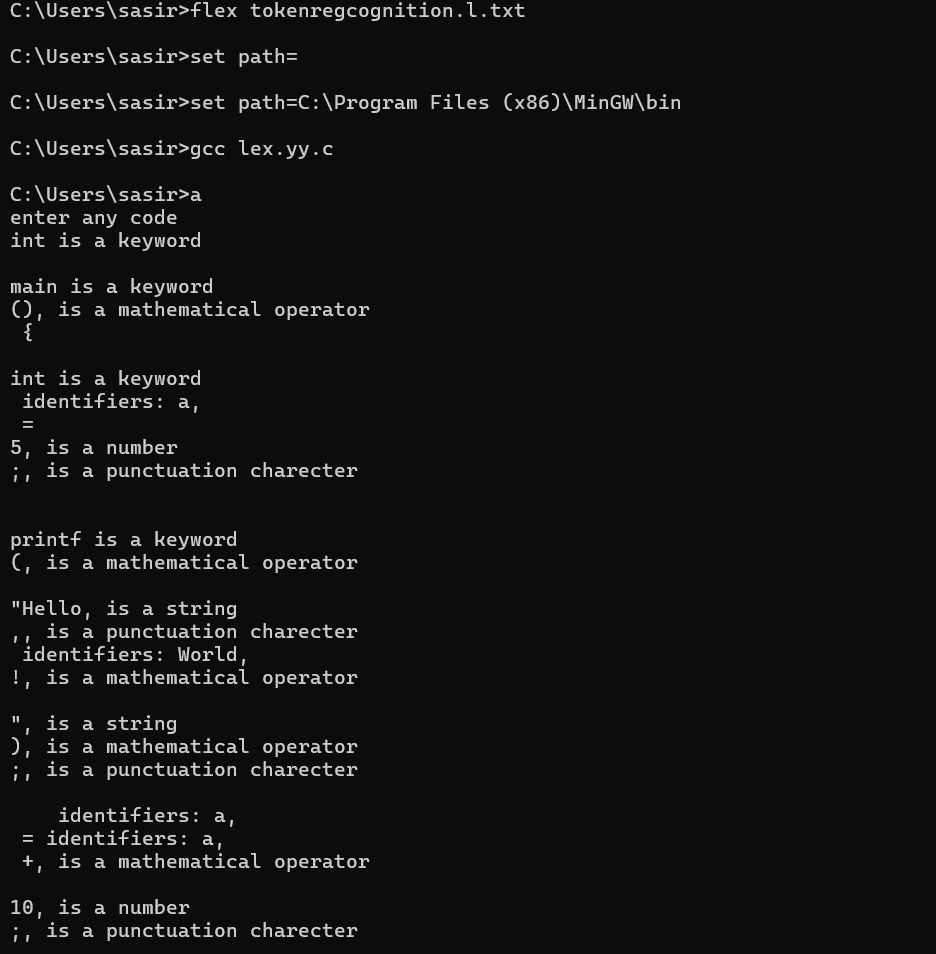 C:\Users\sasir>flex tokenregcognition.l.txt
C:\Users\sasir>set path=
C:\Users\sasir>set path=C:\Program Files (x86)\MinGW\bin
C:\Users\sasir>gcc lex.yy.c
C:\Users\sasir>a
enter any code
int is a keyword
main is a keyword
(), is a mathematical operator
{
int is a keyword
identifiers: a,
=
5, is a number
;, is a punctuation charecter
printf is a keyword
(, is a mathematical operator
"Hello, is a string
,, is a punctuation charecter
identifiers: World,
!, is a mathematical operator
", is a string
), is a mathematical operator
;, is a punctuation charecter
identifiers: a,
= identifiers: a,
+, is a mathematical operator
10, is a number
;, is a punctuation charecter